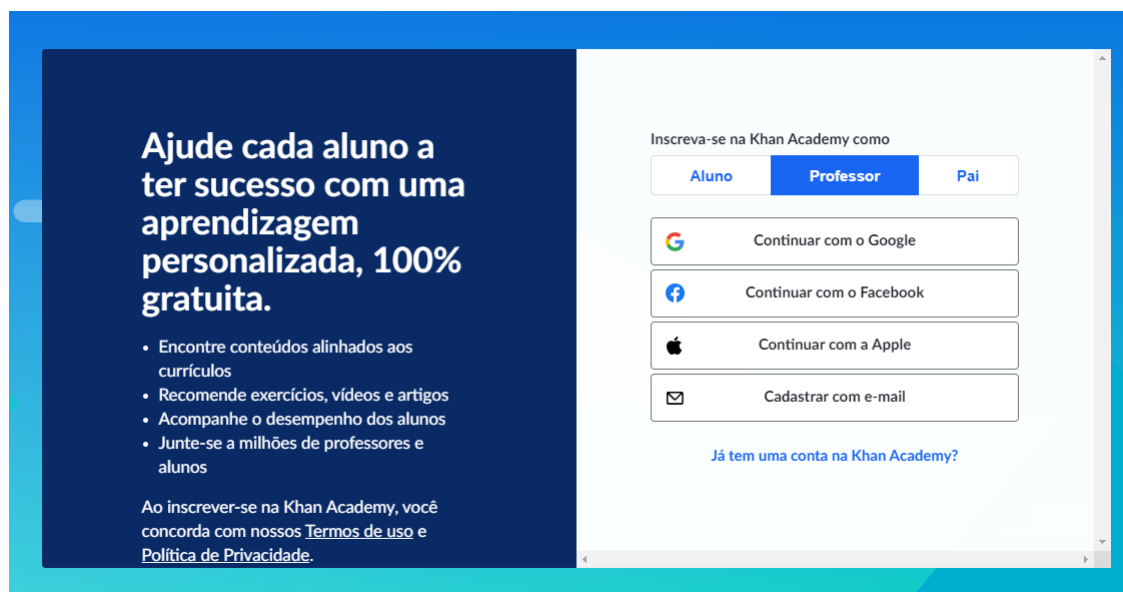 Ajude cada aluno a
ter sucesso com uma
aprendizagem
personalizada, 100%
gratuita.
• Encontre conteúdos alinhados aos
currículos
• Recomende exercícios, vídeos e artigos
• Acompanhe o desempenho dos alunos
• Junte-se a milhões de professores e
alunos
Ao inscrever-se na Khan Academy, você
concorda com nossos Termos de uso e
Política de Privacidade.
Inscreva-se na Khan Academy como
Aluno Professor Pai
Continuar com o Google
Continuar com o Facebook
Continuar com a Apple
Cadastrar com e-mail
Já tem uma conta na Khan Academy?